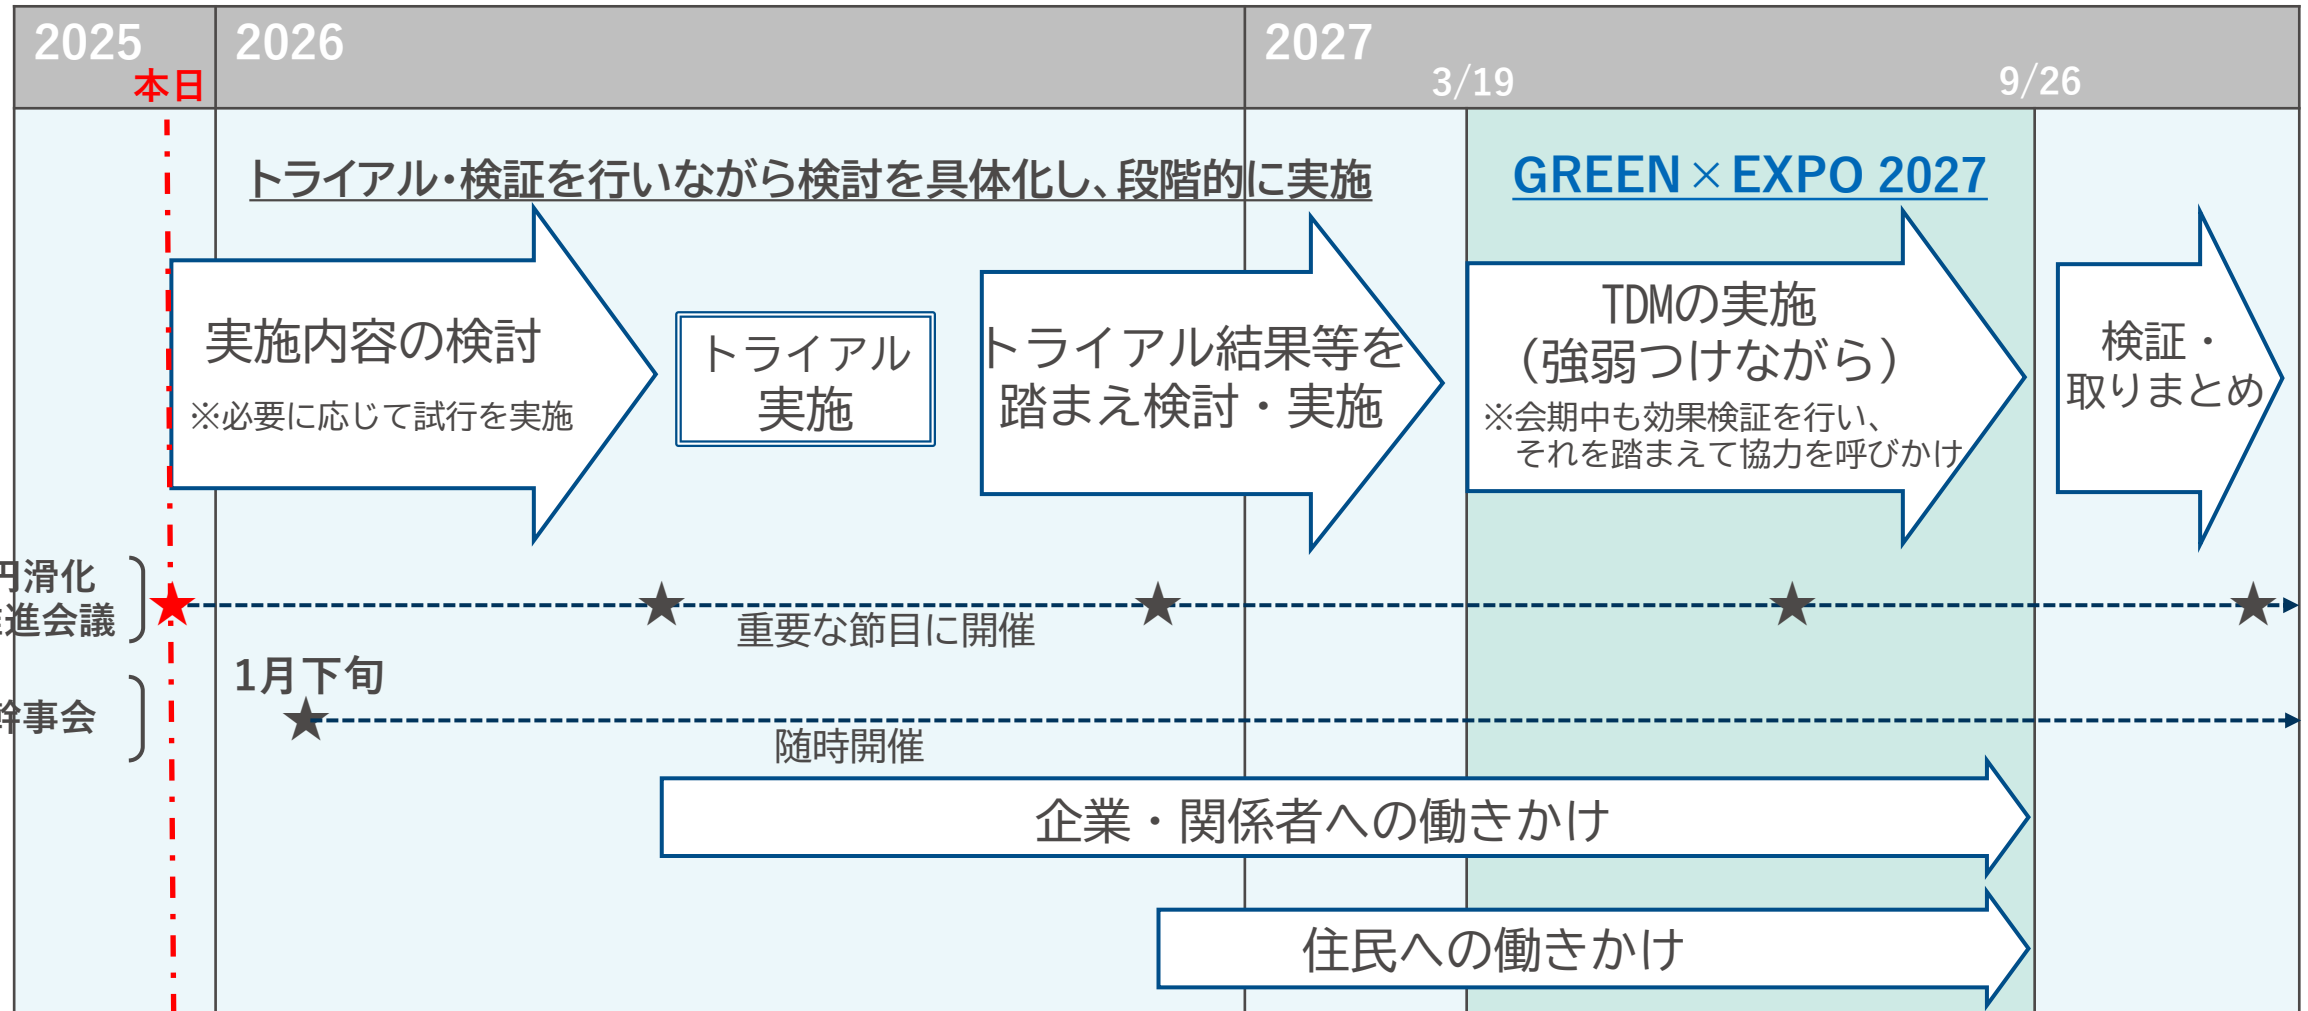 2025
2026
2027
本日
3/19
9/26
トライアル・検証を行いながら検討を具体化し、段階的に実施
GREEN×EXPO 2027
実施内容の検討
※必要に応じて試行を実施
トライアル
実施
トライアル結果等を
踏まえ検討・実施
TDMの実施
（強弱つけながら）
※会期中も効果検証を行い、
それを踏まえて協力を呼びかけ
検証・
取りまとめ
円滑化
推進会議
★
★
★
★
★
重要な節目に開催
1月下旬
幹事会
★
随時開催
企業・関係者への働きかけ
住民への働きかけ